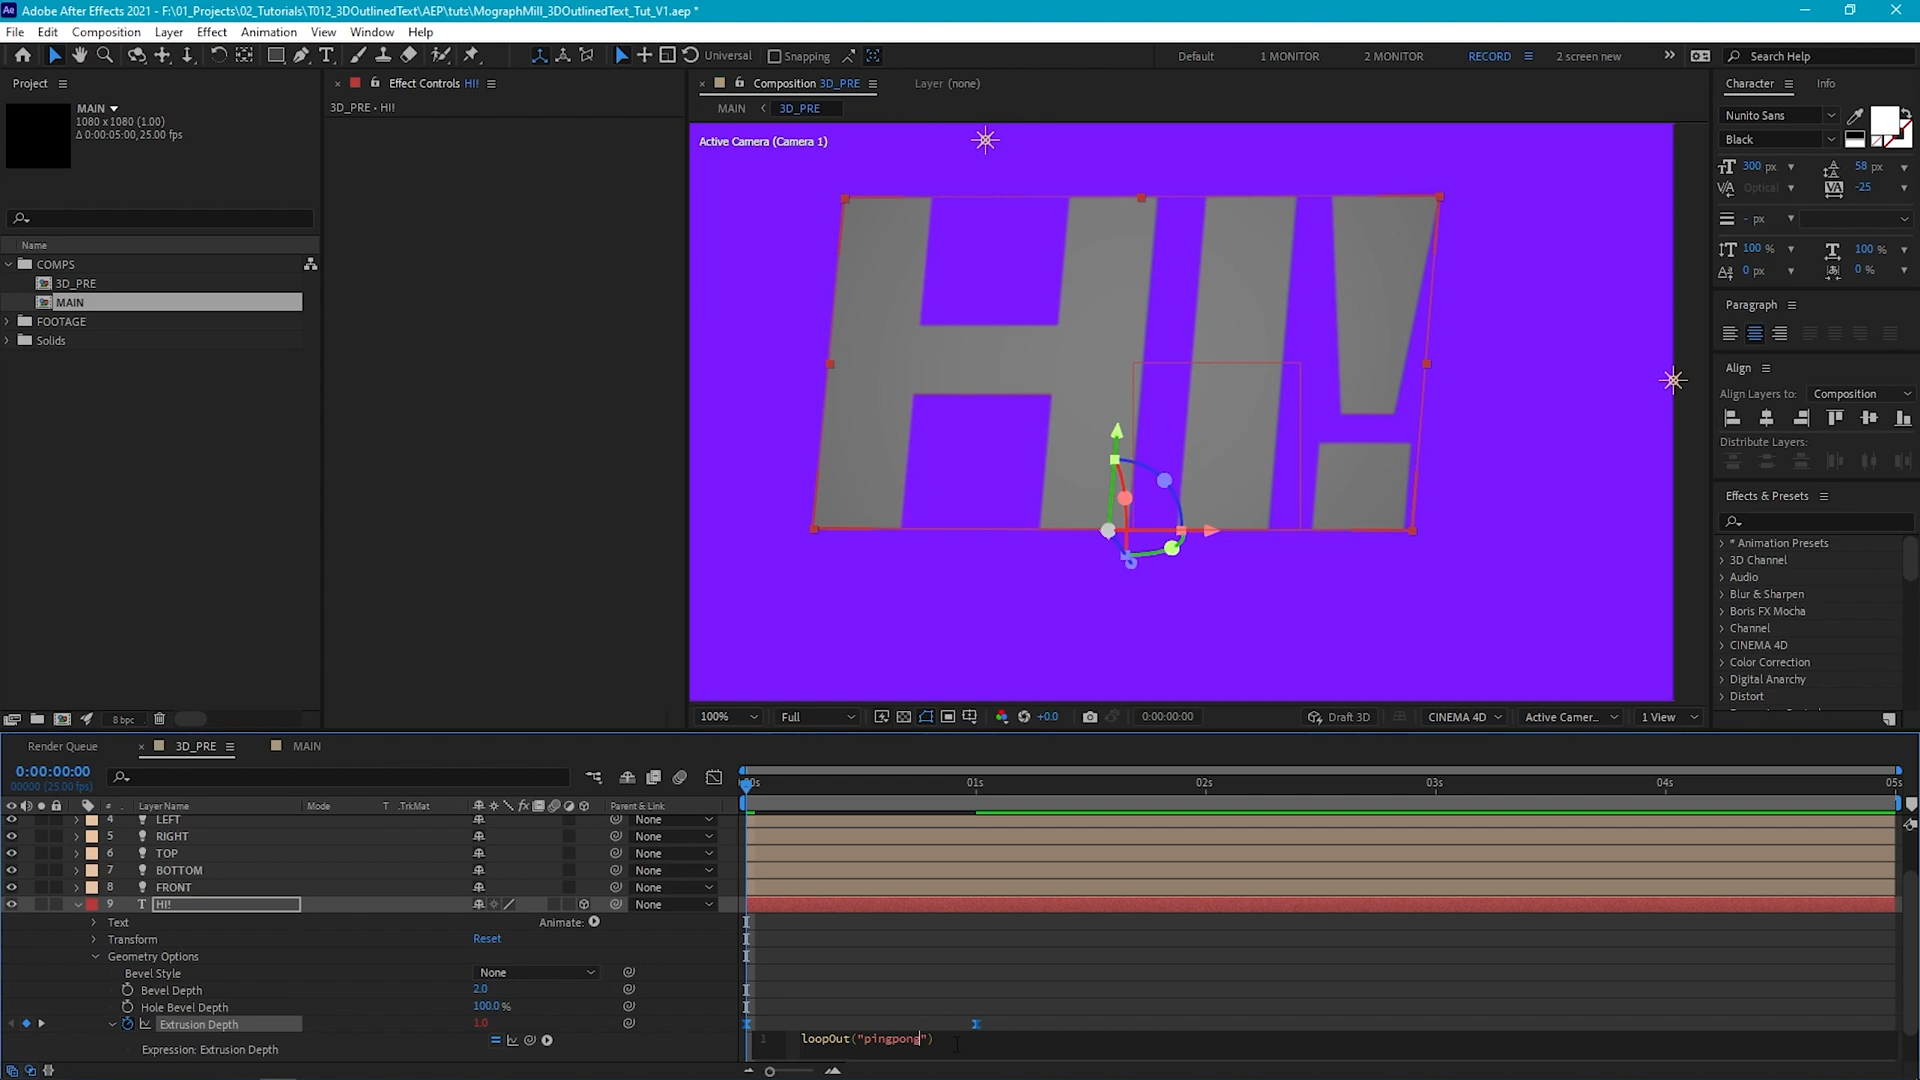 Ae Adobe After Effects 2021 - F:\01_Projects\02_Tutorials\T012_3DOutlinedText\AEP\tuts\MographMill_3DOutlinedText_Tut_V1.aep *
File Edit Composition Layer Effect Animation View Window Help
Universal Snapping Default 1 MONITOR 2 MONITOR RECORD 2 screen new Search Help
Project
MAIN
1080 x 1080 (1.00)
Δ 0:00:05:00, 25.00 fps
Name
COMPS
3D_PRE
MAIN
FOOTAGE
Solids
8 bpc
Effect Controls HI!
3D_PRE • HI!
Composition 3D_PRE Layer (none)
MAIN 3D_PRE
Active Camera (Camera 1)
HI!
100% Full +0.0 0:00:00:00 Draft 3D CINEMA 4D Active Camer... 1 View
Character Info
Nunito Sans
Black
300 px 58 px
Optical -25
- px
100 % 100 %
0 px 0 %
Paragraph
Align
Align Layers to: Composition
Distribute Layers:
Effects & Presets
* Animation Presets
3D Channel
Audio
Blur & Sharpen
Boris FX Mocha
Channel
CINEMA 4D
Color Correction
Digital Anarchy
Distort
Render Queue 3D_PRE MAIN
0:00:00:00
00000 (25.00 fps)
01s 02s 03s 04s 05s
# Layer Name Mode T .TrkMat Parent & Link
4 LEFT None
5 RIGHT None
6 TOP None
7 BOTTOM None
8 FRONT None
9 T HI! None
Text Animate:
Transform Reset
Geometry Options
Bevel Style None
Bevel Depth 2.0
Hole Bevel Depth 100.0 %
Extrusion Depth 1.0
Expression: Extrusion Depth
1 loopOut("pingpong")